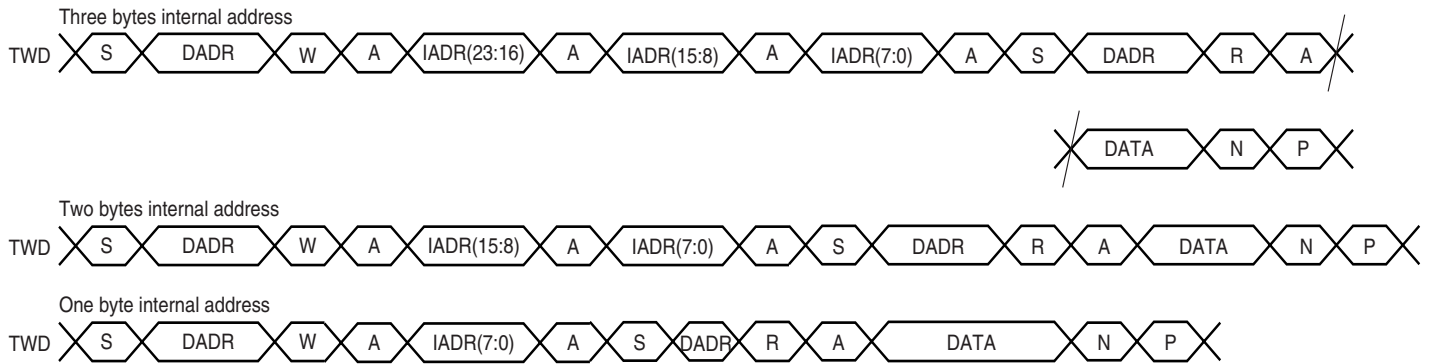 Three bytes internal address
TWD S DADR W A IADR(23:16) A IADR(15:8) A IADR(7:0) A S DADR R A
DATA N P
Two bytes internal address
TWD S DADR W A IADR(15:8) A IADR(7:0) A S DADR R A DATA N P
One byte internal address
TWD S DADR W A IADR(7:0) A S DADR R A DATA N P